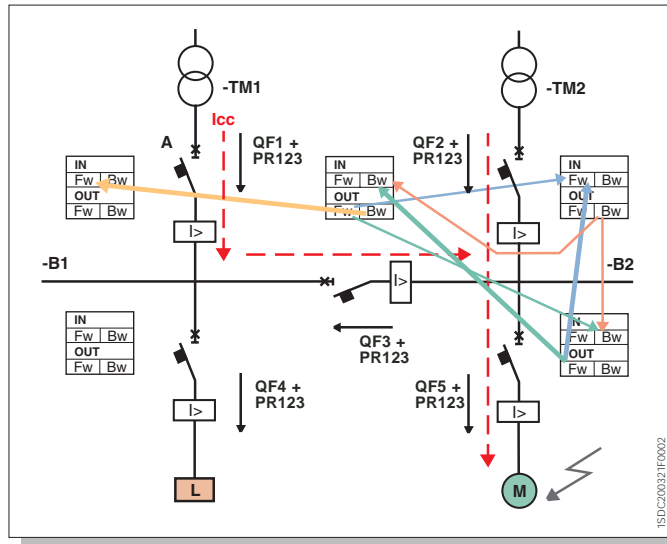 -TM1
-TM2
Icc
A
QF1 +
PR123
QF2 +
PR123
IN
Fw Bw
OUT
Fw Bw
IN
Fw Bw
OUT
Fw Bw
IN
Fw Bw
OUT
Fw Bw
I>
I>
-B1
I>
-B2
IN
Fw Bw
OUT
Fw Bw
QF3 +
PR123
IN
Fw Bw
OUT
Fw Bw
QF4 +
PR123
QF5 +
PR123
I>
I>
L
M
1SDC200321F0002